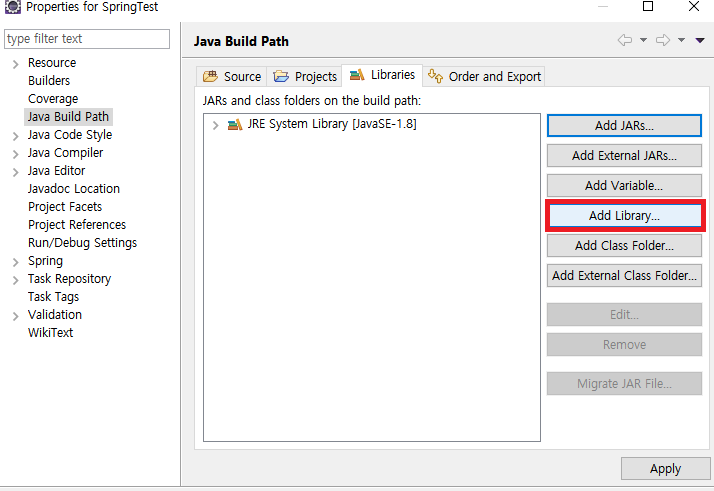 Properties for SpringTest
type filter text
Resource
Builders
Coverage
Java Build Path
Java Code Style
Java Compiler
Java Editor
Javadoc Location
Project Facets
Project References
Run/Debug Settings
Spring
Task Repository
Task Tags
Validation
WikiText
Java Build Path
Source
Projects
Libraries
Order and Export
JARs and class folders on the build path:
JRE System Library [JavaSE-1.8]
Add JARs...
Add External JARs...
Add Variable...
Add Library...
Add Class Folder...
Add External Class Folder...
Edit...
Remove
Migrate JAR File...
Apply